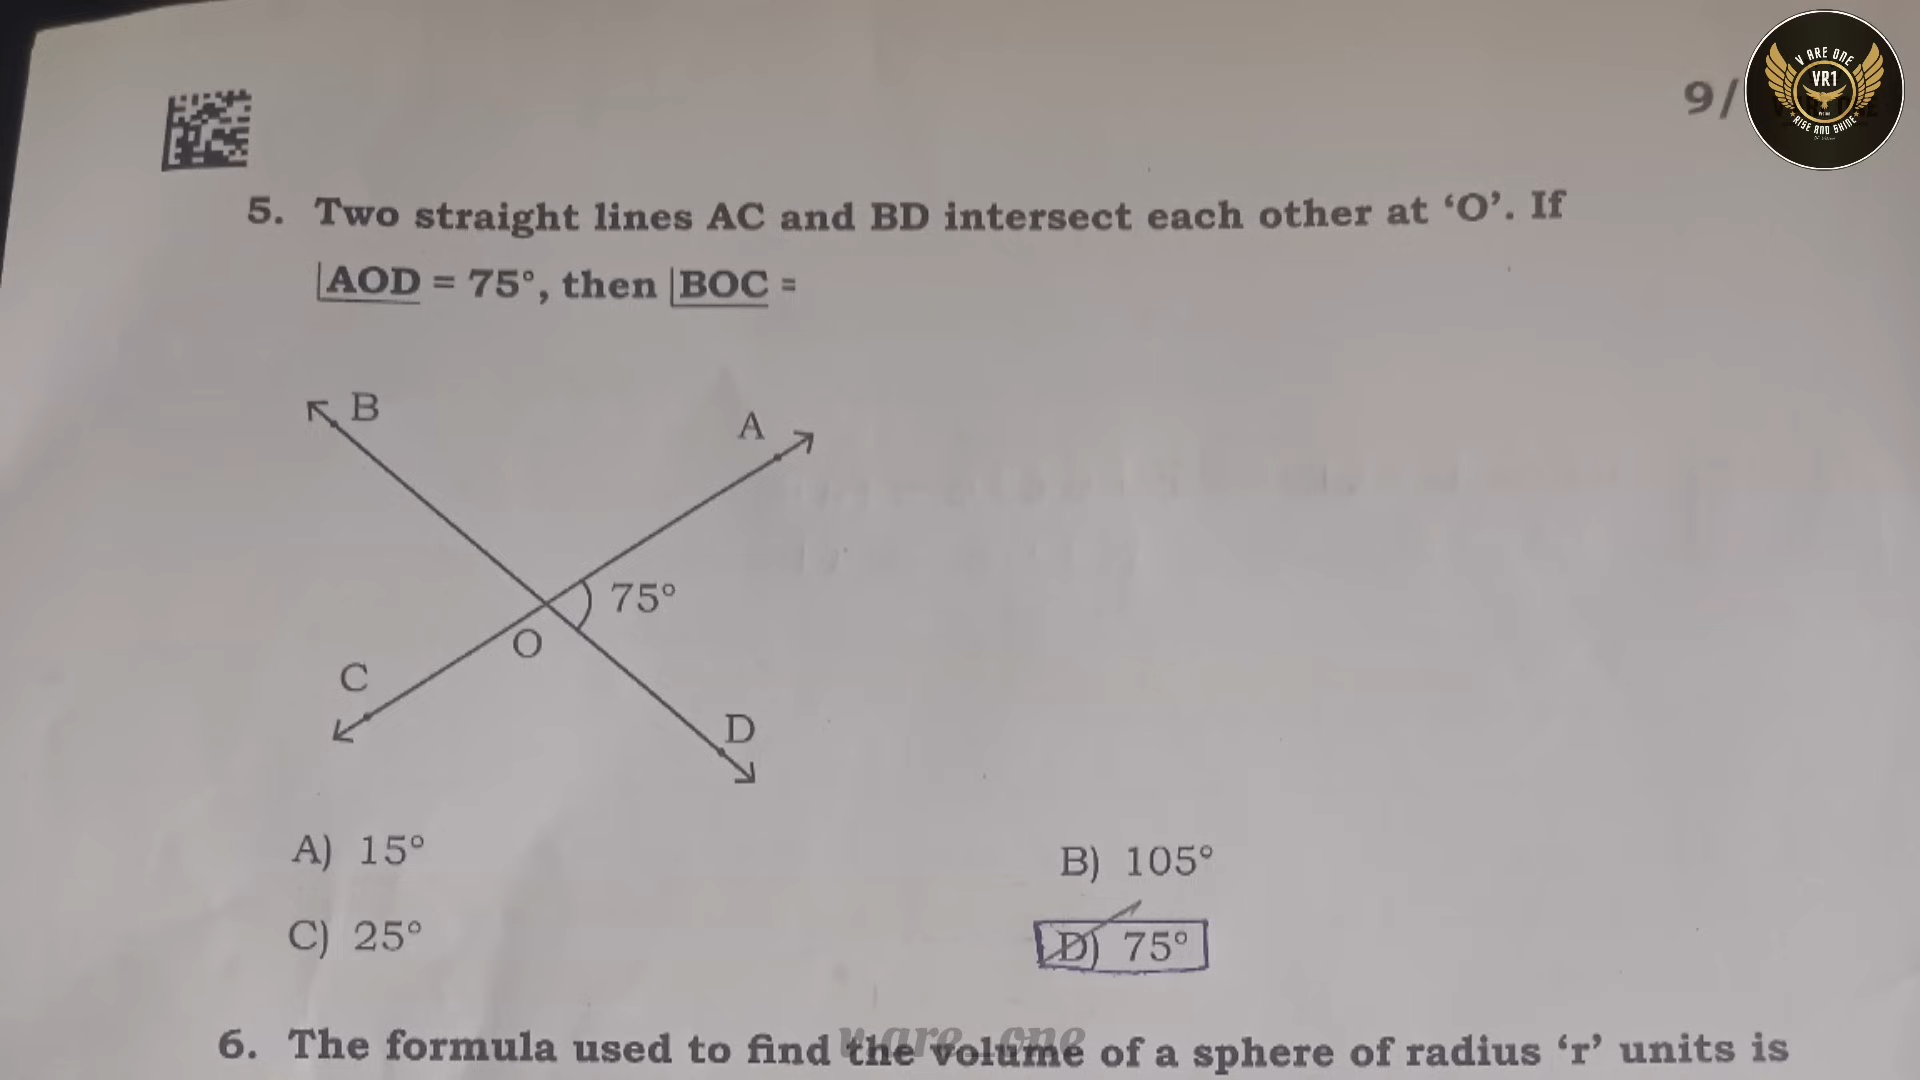 V ARE ONE
VR1
RISE AND SHINE
9/
5. Two straight lines AC and BD intersect each other at ‘O’. If
∠AOD = 75°, then ∠BOC =
B
A
75°
O
C
D
A) 15°
B) 105°
C) 25°
D) 75°
6. The formula used to find the volume of a sphere of radius ‘r’ units is
v are one